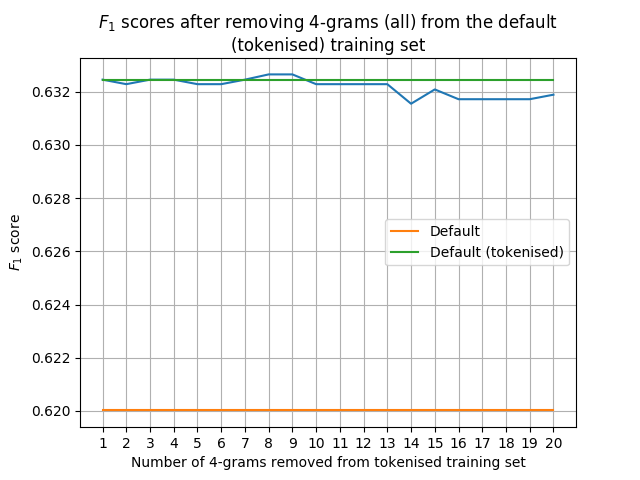 F1 scores after removing 4-grams (all) from the default
(tokenised) training set
F1 score
0.632
0.630
0.628
0.626
0.624
0.622
0.620
Default
Default (tokenised)
1 2 3 4 5 6 7 8 9 10 11 12 13 14 15 16 17 18 19 20
Number of 4-grams removed from tokenised training set